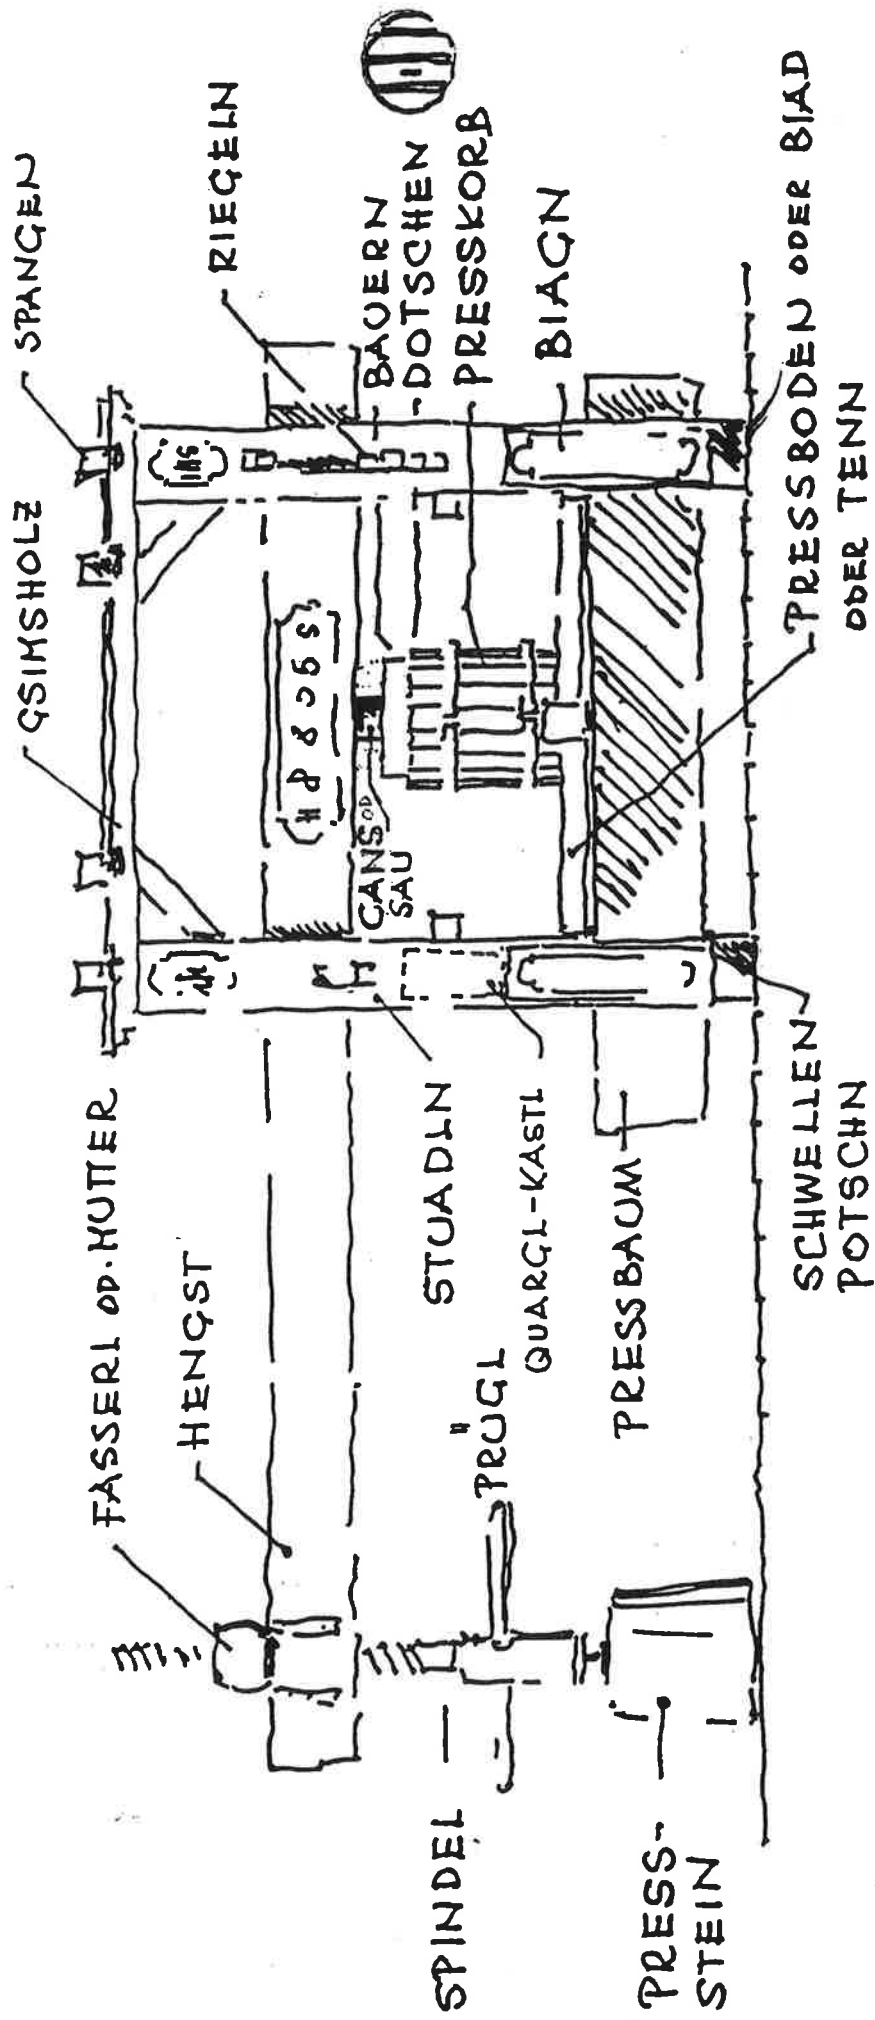 GSIMSHOLZ
SPANGEN
FASSERL OD. MUTTER
HENGST
RIEGELN
IHS
GANS OD
SAU
BAUERN
DOTSCHEN
PRESSKORB
BIAGN
STUADLN
QUARGL-KASTL
SPINDEL
PRÜGL
PRESSBAUM
PRESS-
STEIN
SCHWELLEN
POTSCHN
PRESSBODEN ODER BIAD
ODER TENN